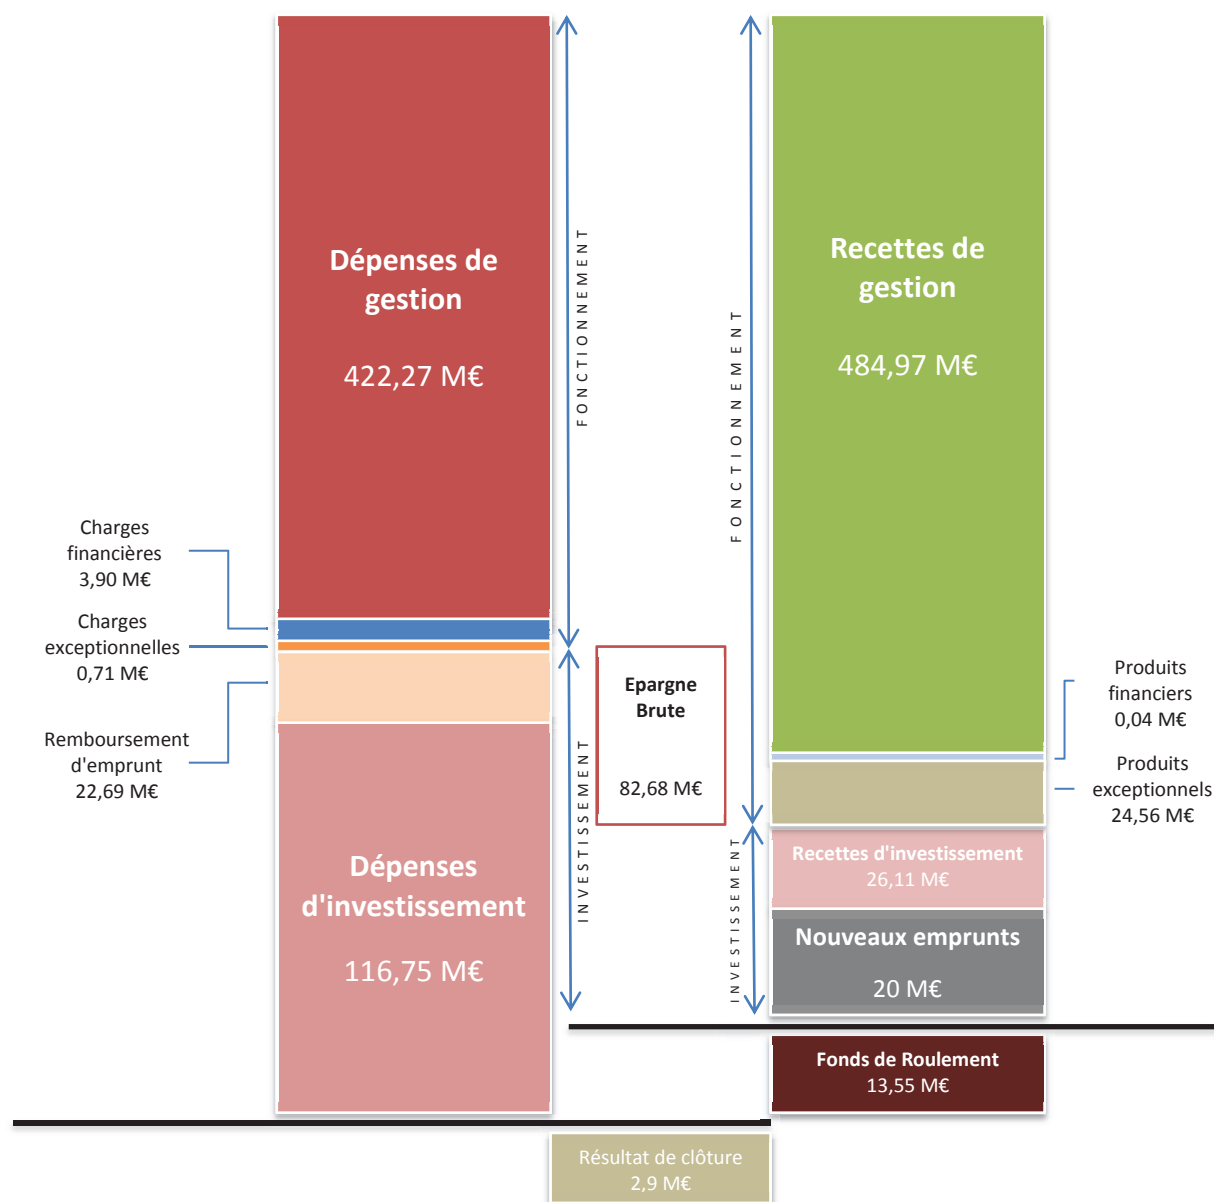 Dépenses de
gestion
422,27 M€
Charges
financières
3,90 M€
Charges
exceptionnelles
0,71 M€
Remboursement
d'emprunt
22,69 M€
Dépenses
d'investissement
116,75 M€
FONCTIONNEMENT
INVESTISSEMENT
Epargne
Brute
82,68 M€
FONCTIONNEMENT
INVESTISSEMENT
Recettes de
gestion
484,97 M€
Produits
financiers
0,04 M€
Produits
exceptionnels
24,56 M€
Recettes d'investissement
26,11 M€
Nouveaux emprunts
20 M€
Fonds de Roulement
13,55 M€
Résultat de clôture
2,9 M€